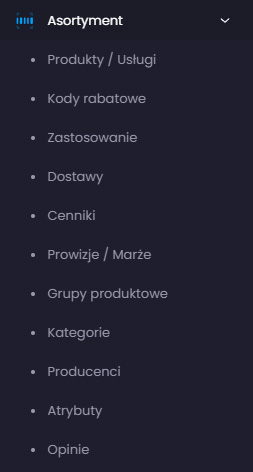 Asortyment
Produkty / Usługi
Kody rabatowe
Zastosowanie
Dostawy
Cenniki
Prowizje / Marże
Grupy produktowe
Kategorie
Producenci
Atrybuty
Opinie